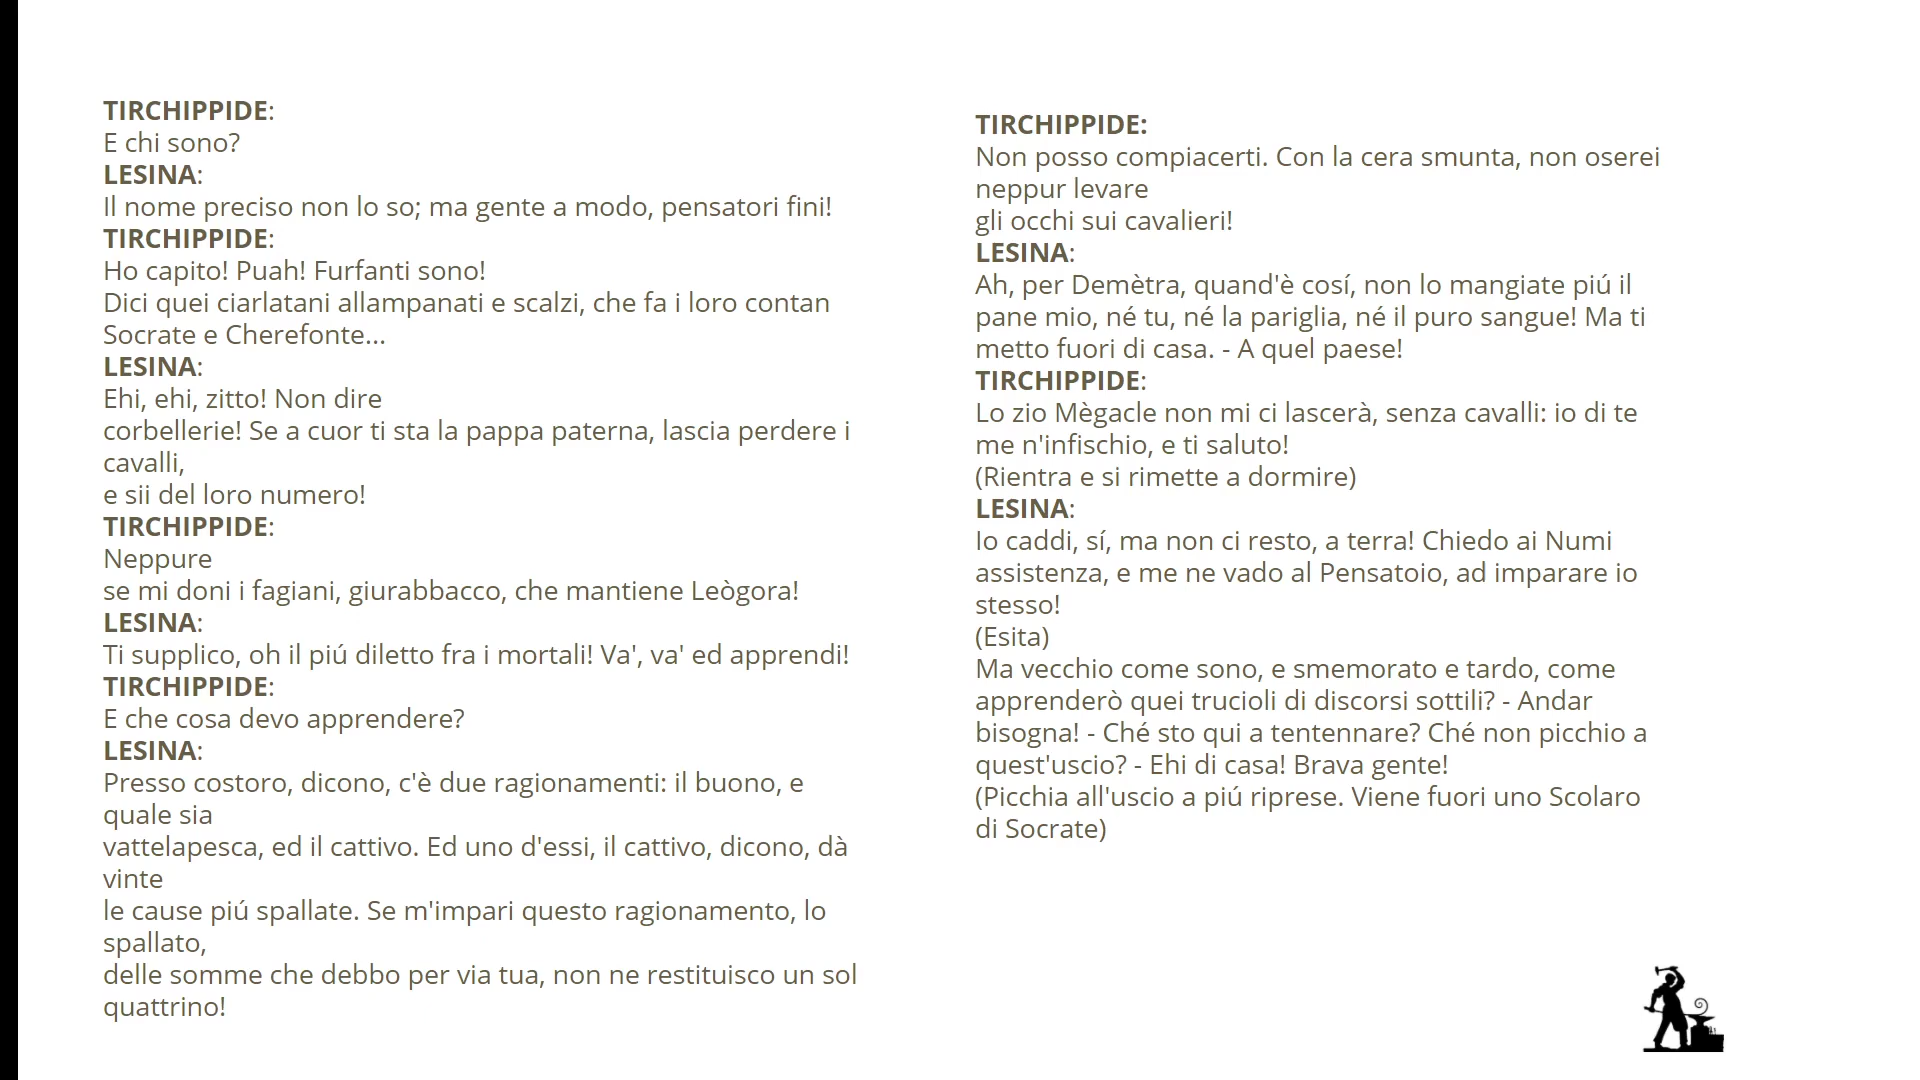 TIRCHIPPIDE:
E chi sono?
LESINA:
Il nome preciso non lo so; ma gente a modo, pensatori fini!
TIRCHIPPIDE:
Ho capito! Puah! Furfanti sono!
Dici quei ciarlatani allampanati e scalzi, che fa i loro contan
Socrate e Cherefonte...
LESINA:
Ehi, ehi, zitto! Non dire
corbellerie! Se a cuor ti sta la pappa paterna, lascia perdere i
cavalli,
e sii del loro numero!
TIRCHIPPIDE:
Neppure
se mi doni i fagiani, giurabbacco, che mantiene Leògora!
LESINA:
Ti supplico, oh il piú diletto fra i mortali! Va', va' ed apprendi!
TIRCHIPPIDE:
E che cosa devo apprendere?
LESINA:
Presso costoro, dicono, c'è due ragionamenti: il buono, e
quale sia
vattelapesca, ed il cattivo. Ed uno d'essi, il cattivo, dicono, dà
vinte
le cause piú spallate. Se m'impari questo ragionamento, lo
spallato,
delle somme che debbo per via tua, non ne restituisco un sol
quattrino!
TIRCHIPPIDE:
Non posso compiacerti. Con la cera smunta, non oserei
neppur levare
gli occhi sui cavalieri!
LESINA:
Ah, per Demètra, quand'è cosí, non lo mangiate piú il
pane mio, né tu, né la pariglia, né il puro sangue! Ma ti
metto fuori di casa. - A quel paese!
TIRCHIPPIDE:
Lo zio Mègacle non mi ci lascerà, senza cavalli: io di te
me n'infischio, e ti saluto!
(Rientra e si rimette a dormire)
LESINA:
Io caddi, sí, ma non ci resto, a terra! Chiedo ai Numi
assistenza, e me ne vado al Pensatoio, ad imparare io
stesso!
(Esita)
Ma vecchio come sono, e smemorato e tardo, come
apprenderò quei trucioli di discorsi sottili? - Andar
bisogna! - Ché sto qui a tentennare? Ché non picchio a
quest'uscio? - Ehi di casa! Brava gente!
(Picchia all'uscio a piú riprese. Viene fuori uno Scolaro
di Socrate)